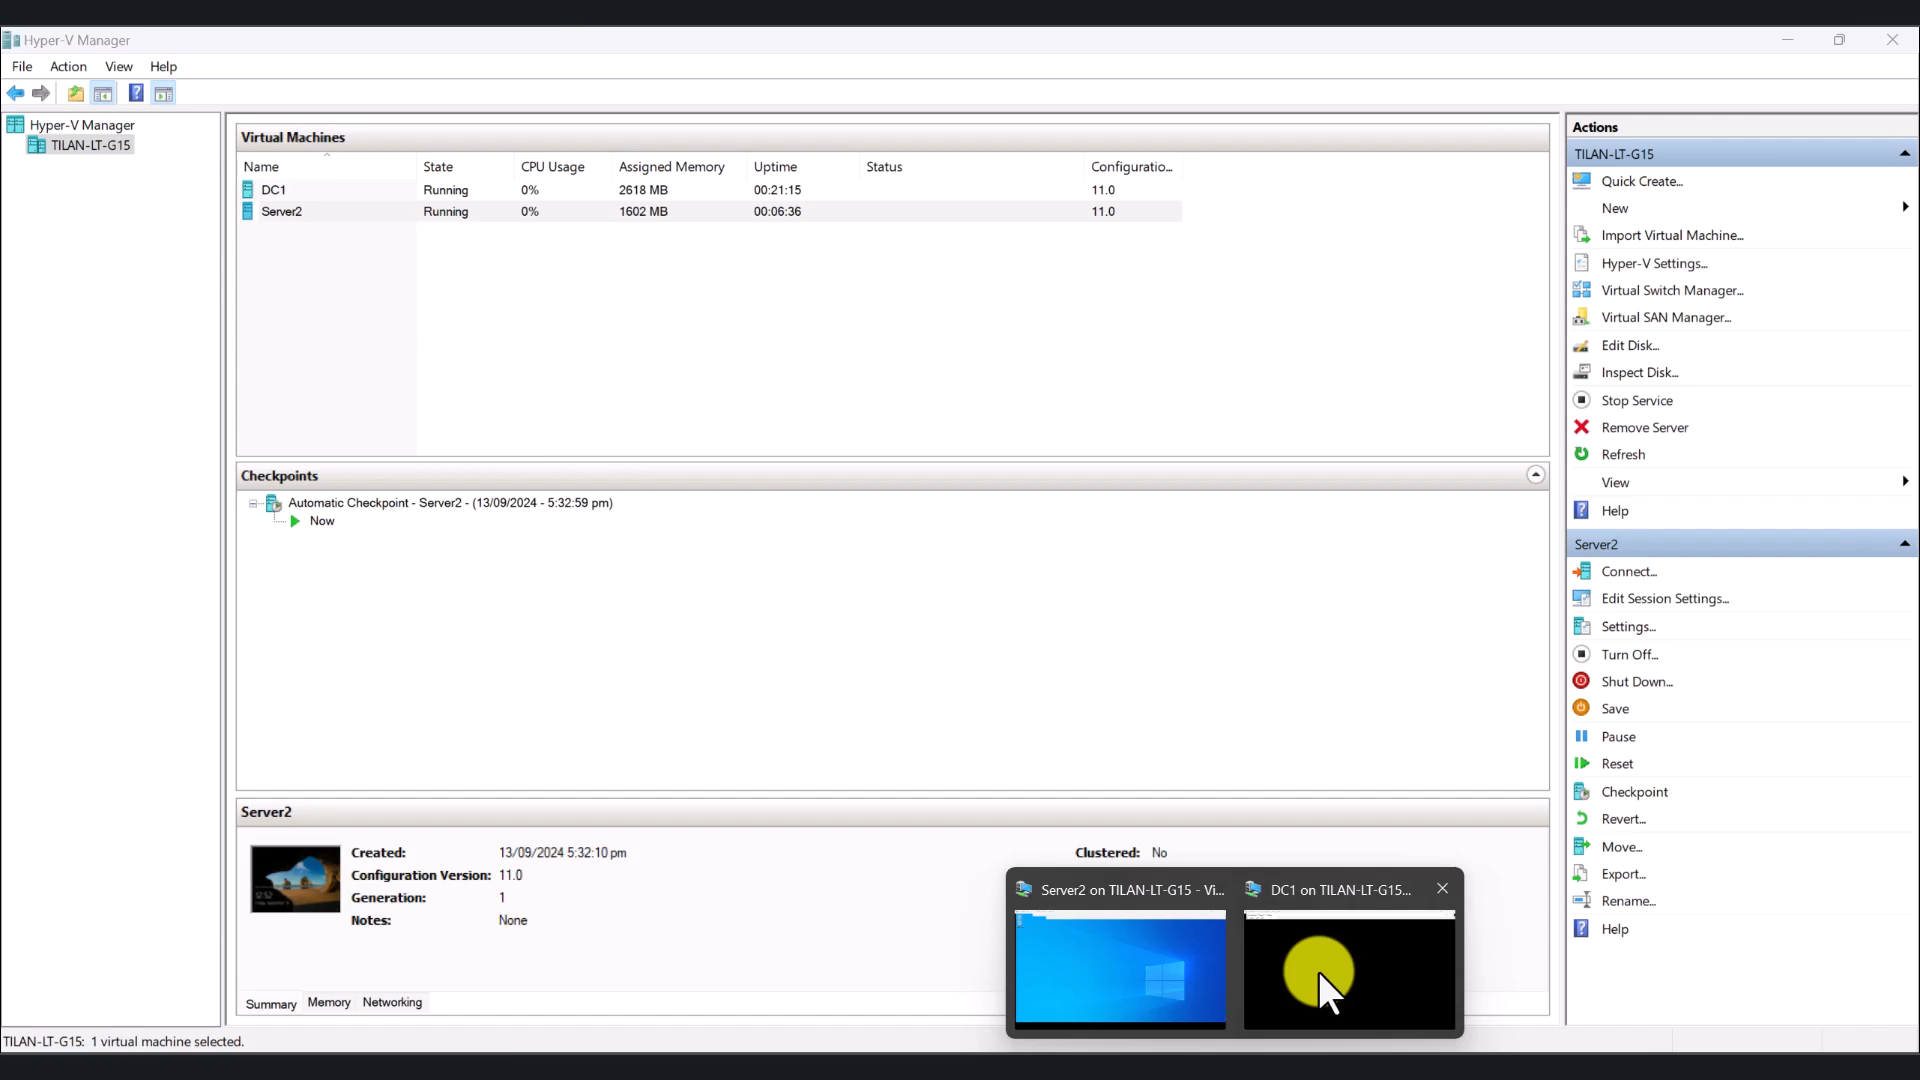 Hyper-V Manager
File Action View Help
Hyper-V Manager
TILAN-LT-G15
Virtual Machines
Name State CPU Usage Assigned Memory Uptime Status Configuratio...
DC1 Running 0% 2618 MB 00:21:15 11.0
Server2 Running 0% 1602 MB 00:06:36 11.0
Checkpoints
Automatic Checkpoint - Server2 - (13/09/2024 - 5:32:59 pm)
Now
Server2
Created: 13/09/2024 5:32:10 pm Clustered: No
Configuration Version: 11.0
Generation: 1
Notes: None
Summary Memory Networking
Server2 on TILAN-LT-G15 - Vi... DC1 on TILAN-LT-G15...
Actions
TILAN-LT-G15
Quick Create...
New
Import Virtual Machine...
Hyper-V Settings...
Virtual Switch Manager...
Virtual SAN Manager...
Edit Disk...
Inspect Disk...
Stop Service
Remove Server
Refresh
View
Help
Server2
Connect...
Edit Session Settings...
Settings...
Turn Off...
Shut Down...
Save
Pause
Reset
Checkpoint
Revert...
Move...
Export...
Rename...
Help
TILAN-LT-G15: 1 virtual machine selected.